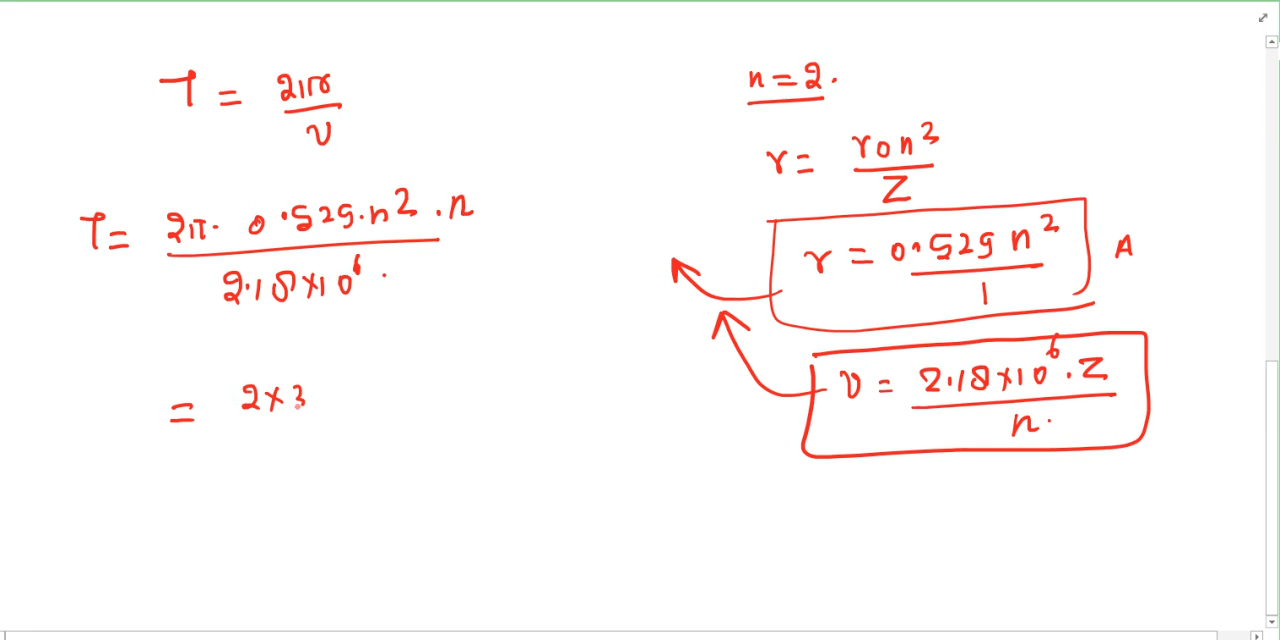 T = 2πr / v
T = 2π· 0.529·n² ·n / 2.18×10⁶ ·
= 2×3
n=2.
r = r₀n² / Z
r = 0.529 n² / 1 A
v = 2.18×10⁶ · Z / n·